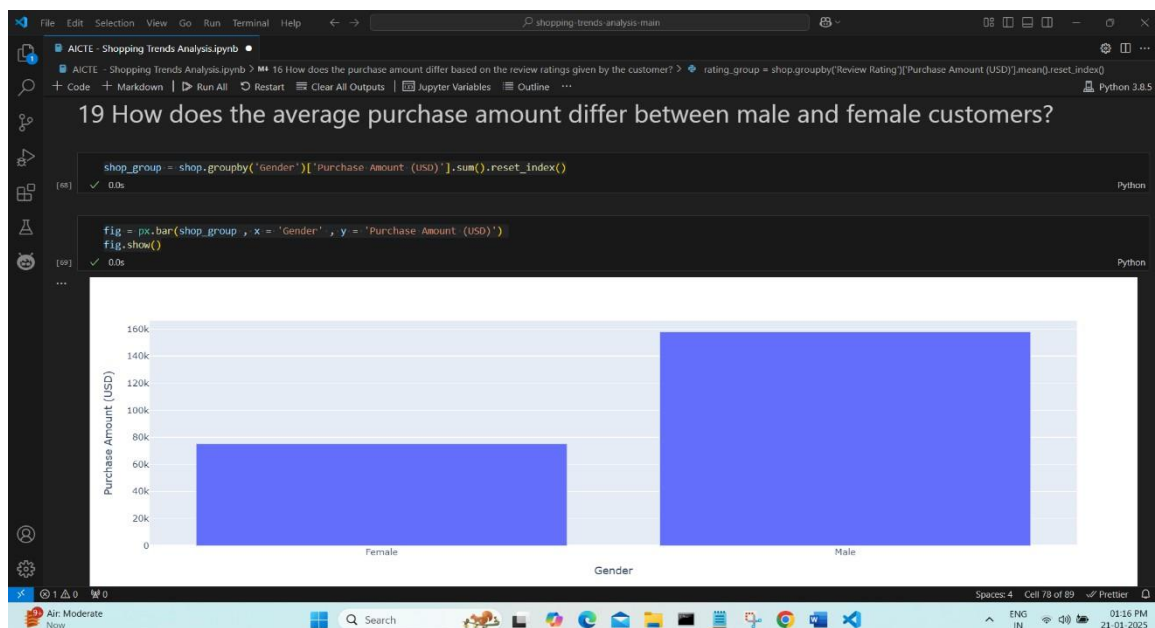 File Edit Selection View Go Run Terminal Help
shopping-trends-analysis-main
AICTE - Shopping Trends Analysis.ipynb
AICTE - Shopping Trends Analysis.ipynb > M↓ 16 How does the purchase amount differ based on the review ratings given by the customer? > rating_group = shop.groupby('Review Rating')['Purchase Amount (USD)'].mean().reset_index()
+ Code + Markdown | Run All Restart Clear All Outputs | Jupyter Variables Outline ...
Python 3.8.5
19 How does the average purchase amount differ between male and female customers?
shop_group = shop.groupby('Gender')['Purchase Amount (USD)'].sum().reset_index()
[68] ✓ 0.0s Python
fig = px.bar(shop_group , x = 'Gender' , y = 'Purchase Amount (USD)')
fig.show()
[69] ✓ 0.0s Python
...
160k
140k
120k
100k
80k
60k
40k
20k
0
Purchase Amount (USD)
Female Male
Gender
1 0 0 Spaces: 4 Cell 78 of 89 Prettier
Air: Moderate
Now
Search
ENG
IN
01:16 PM
21-01-2025